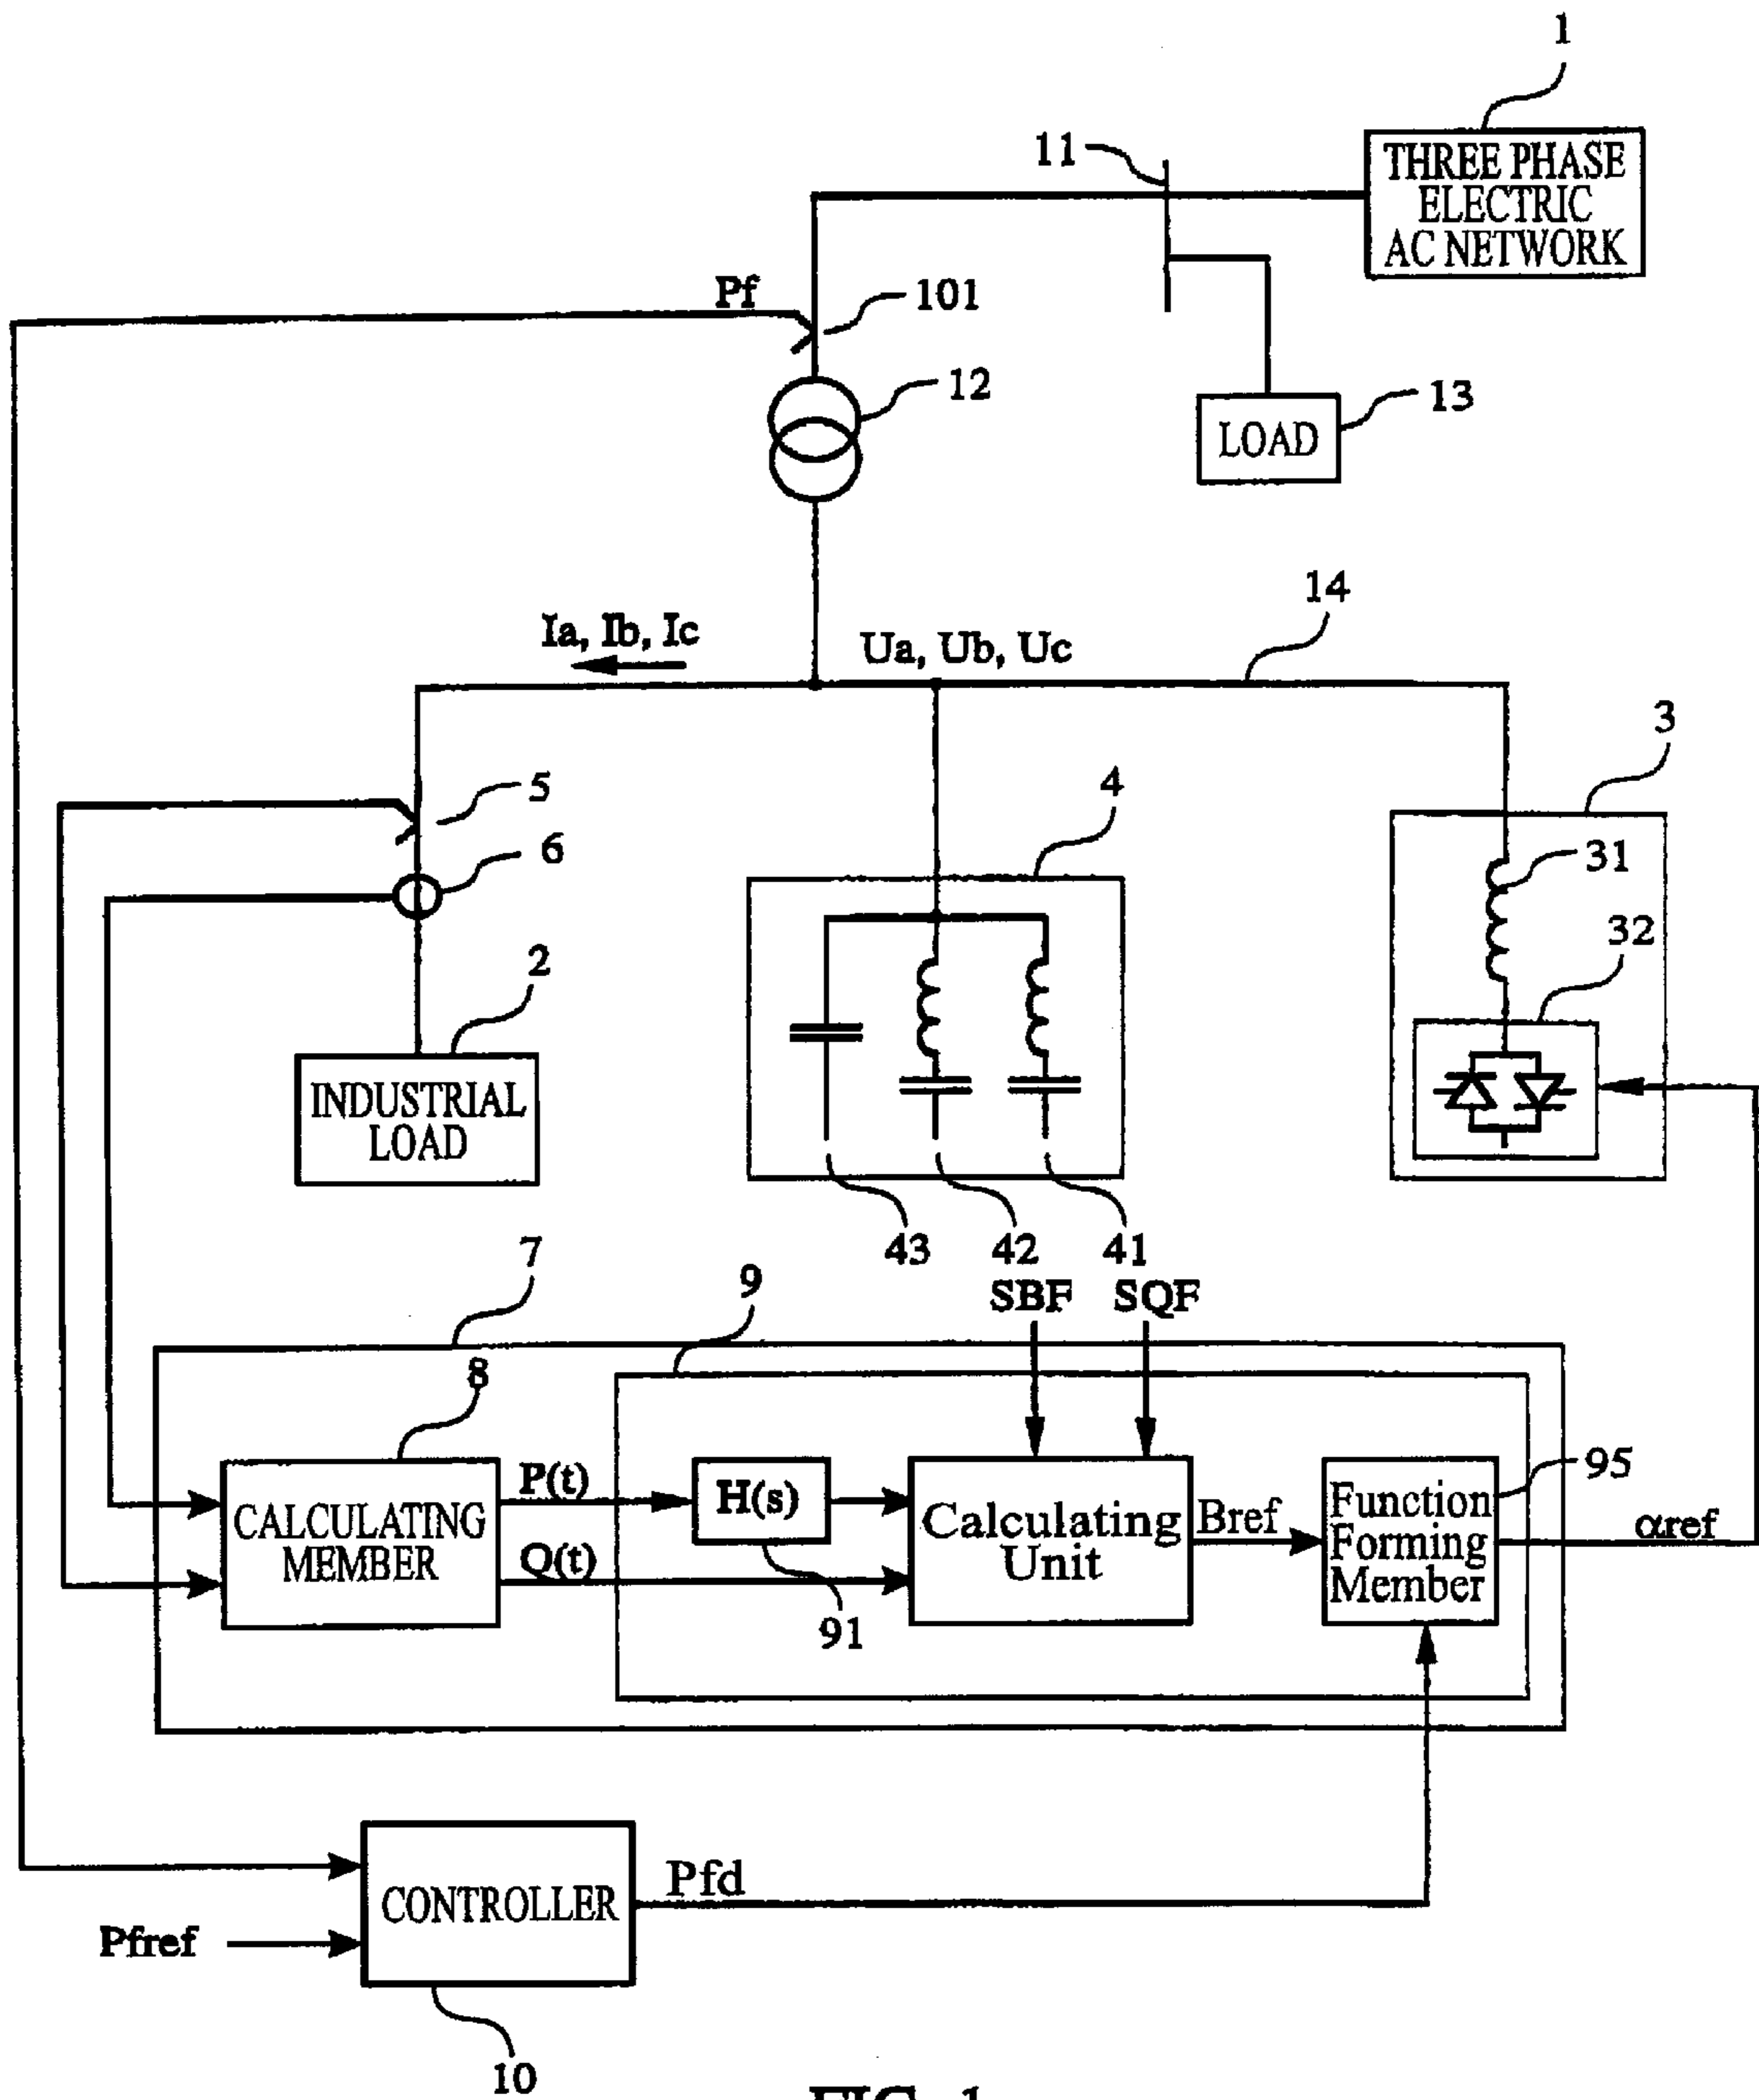 1
THREE PHASE
ELECTRIC
AC NETWORK
11
Pf
101
12
13
LOAD
14
Ia, Ib, Ic
Ua, Ub, Uc
3
5
4
6
31
32
2
INDUSTRIAL
LOAD
43
42
41
7
9
SBF
SQF
8
P(t)
H(s)
95
CALCULATING
MEMBER
Calculating
Unit
Bref
Function
Forming
Member
αref
Q(t)
91
CONTROLLER
Pfd
Pfref
10
FIG. 1